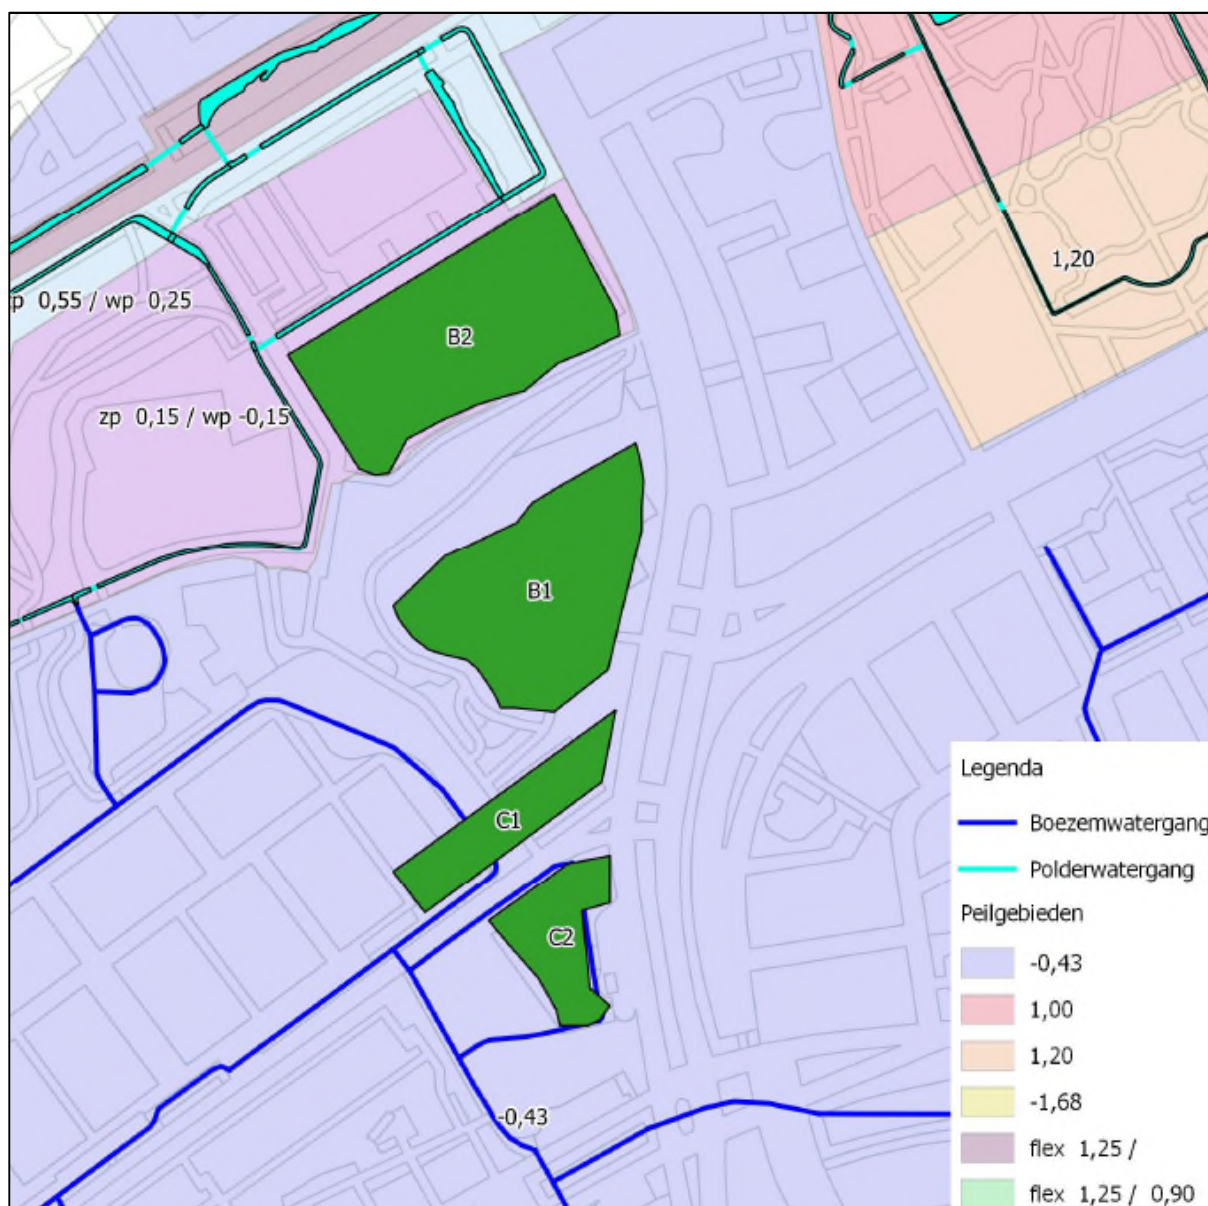 1,20
0,55 / wp 0,25
B2
zp 0,15 / wp -0,15
B1
C1
C2
-0,43
Legenda
Boezemwatergang
Polderwatergang
Peilgebieden
-0,43
1,00
1,20
-1,68
flex 1,25 /
flex 1,25 / 0,90